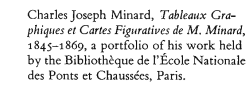 Charles Joseph Minard, Tableaux Gra-
phiques et Cartes Figuratives de M. Minard,
1845–1869, a portfolio of his work held
by the Bibliothèque de l'École Nationale
des Ponts et Chaussées, Paris.